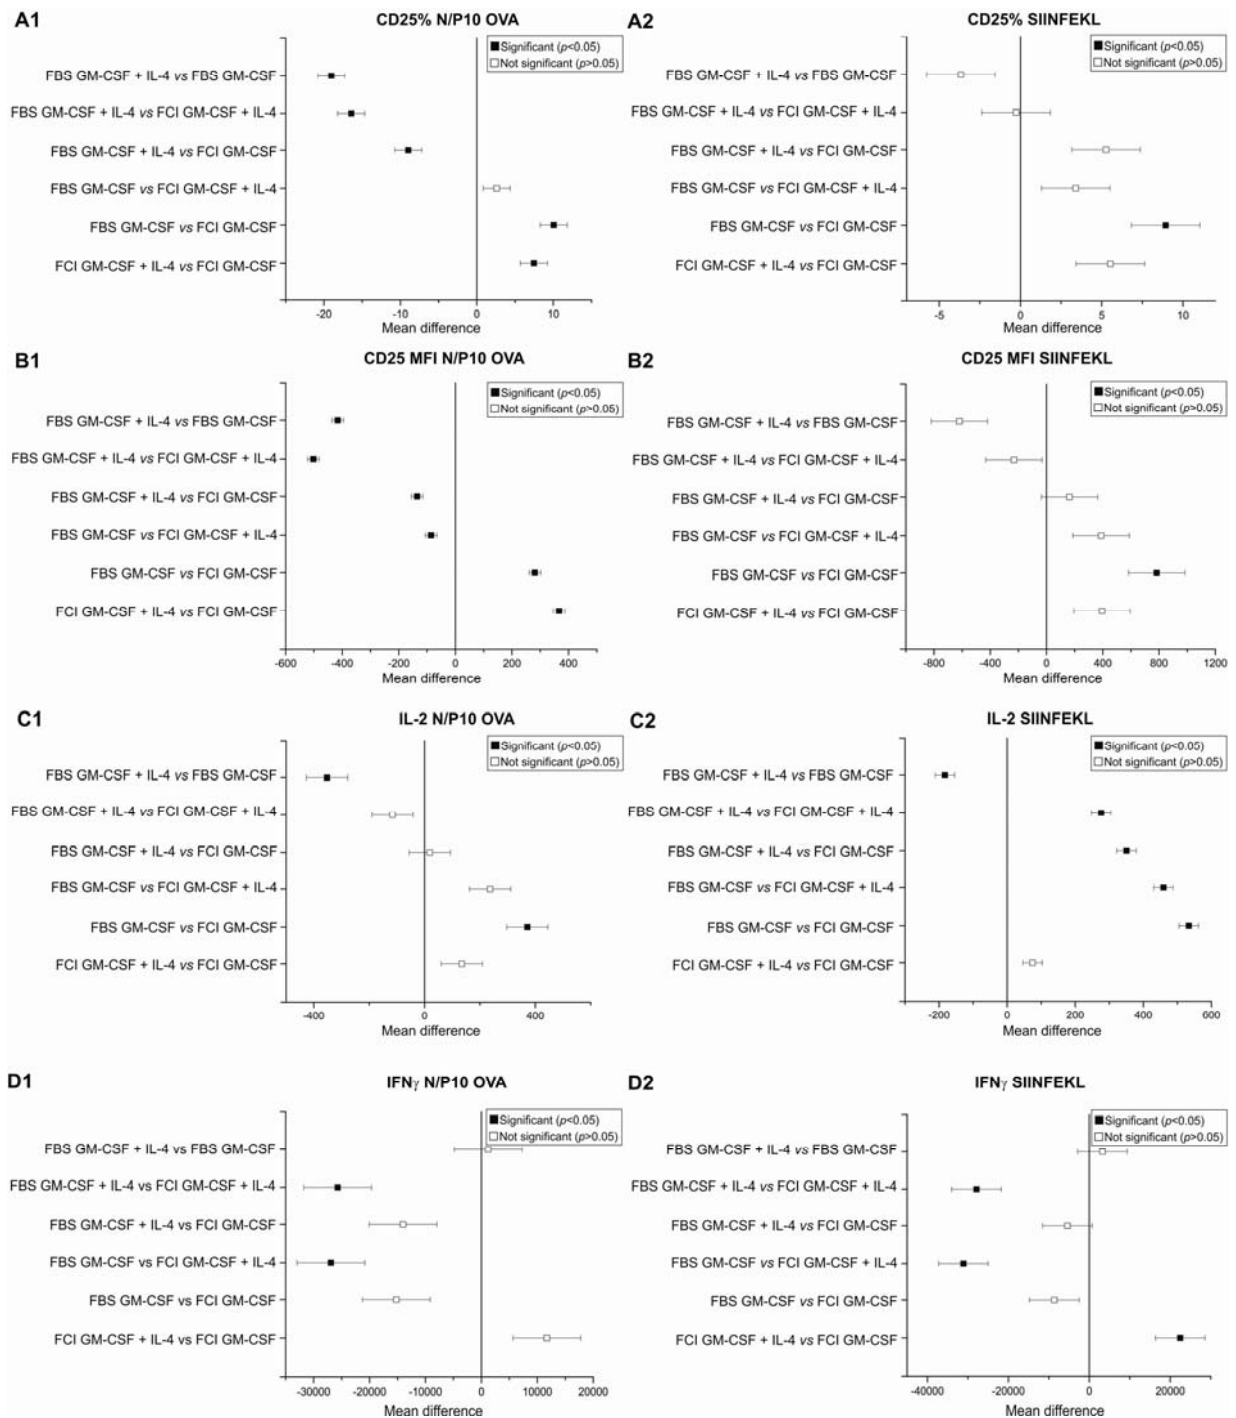 A1
CD25% N/P10 OVA
Significant (p<0.05)
Not significant (p>0.05)
FBS GM-CSF + IL-4 vs FBS GM-CSF
FBS GM-CSF + IL-4 vs FCI GM-CSF + IL-4
FBS GM-CSF + IL-4 vs FCI GM-CSF
FBS GM-CSF vs FCI GM-CSF + IL-4
FBS GM-CSF vs FCI GM-CSF
FCI GM-CSF + IL-4 vs FCI GM-CSF
-20 -10 0 10
Mean difference
A2
CD25% SIINFEKL
Significant (p<0.05)
Not significant (p>0.05)
FBS GM-CSF + IL-4 vs FBS GM-CSF
FBS GM-CSF + IL-4 vs FCI GM-CSF + IL-4
FBS GM-CSF + IL-4 vs FCI GM-CSF
FBS GM-CSF vs FCI GM-CSF + IL-4
FBS GM-CSF vs FCI GM-CSF
FCI GM-CSF + IL-4 vs FCI GM-CSF
-5 0 5 10
Mean difference
B1
CD25 MFI N/P10 OVA
Significant (p<0.05)
Not significant (p>0.05)
FBS GM-CSF + IL-4 vs FBS GM-CSF
FBS GM-CSF + IL-4 vs FCI GM-CSF + IL-4
FBS GM-CSF + IL-4 vs FCI GM-CSF
FBS GM-CSF vs FCI GM-CSF + IL-4
FBS GM-CSF vs FCI GM-CSF
FCI GM-CSF + IL-4 vs FCI GM-CSF
-600 -400 -200 0 200 400
Mean difference
B2
CD25 MFI SIINFEKL
Significant (p<0.05)
Not significant (p>0.05)
FBS GM-CSF + IL-4 vs FBS GM-CSF
FBS GM-CSF + IL-4 vs FCI GM-CSF + IL-4
FBS GM-CSF + IL-4 vs FCI GM-CSF
FBS GM-CSF vs FCI GM-CSF + IL-4
FBS GM-CSF vs FCI GM-CSF
FCI GM-CSF + IL-4 vs FCI GM-CSF
-800 -400 0 400 800 1200
Mean difference
C1
IL-2 N/P10 OVA
Significant (p<0.05)
Not significant (p>0.05)
FBS GM-CSF + IL-4 vs FBS GM-CSF
FBS GM-CSF + IL-4 vs FCI GM-CSF + IL-4
FBS GM-CSF + IL-4 vs FCI GM-CSF
FBS GM-CSF vs FCI GM-CSF + IL-4
FBS GM-CSF vs FCI GM-CSF
FCI GM-CSF + IL-4 vs FCI GM-CSF
-400 0 400
Mean difference
C2
IL-2 SIINFEKL
Significant (p<0.05)
Not significant (p>0.05)
FBS GM-CSF + IL-4 vs FBS GM-CSF
FBS GM-CSF + IL-4 vs FCI GM-CSF + IL-4
FBS GM-CSF + IL-4 vs FCI GM-CSF
FBS GM-CSF vs FCI GM-CSF + IL-4
FBS GM-CSF vs FCI GM-CSF
FCI GM-CSF + IL-4 vs FCI GM-CSF
-200 0 200 400 600
Mean difference
D1
IFNγ N/P10 OVA
Significant (p<0.05)
Not significant (p>0.05)
FBS GM-CSF + IL-4 vs FBS GM-CSF
FBS GM-CSF + IL-4 vs FCI GM-CSF + IL-4
FBS GM-CSF + IL-4 vs FCI GM-CSF
FBS GM-CSF vs FCI GM-CSF + IL-4
FBS GM-CSF vs FCI GM-CSF
FCI GM-CSF + IL-4 vs FCI GM-CSF
-30000 -20000 -10000 0 10000 20000
Mean difference
D2
IFNγ SIINFEKL
Significant (p<0.05)
Not significant (p>0.05)
FBS GM-CSF + IL-4 vs FBS GM-CSF
FBS GM-CSF + IL-4 vs FCI GM-CSF + IL-4
FBS GM-CSF + IL-4 vs FCI GM-CSF
FBS GM-CSF vs FCI GM-CSF + IL-4
FBS GM-CSF vs FCI GM-CSF
FCI GM-CSF + IL-4 vs FCI GM-CSF
-40000 -20000 0 20000
Mean difference